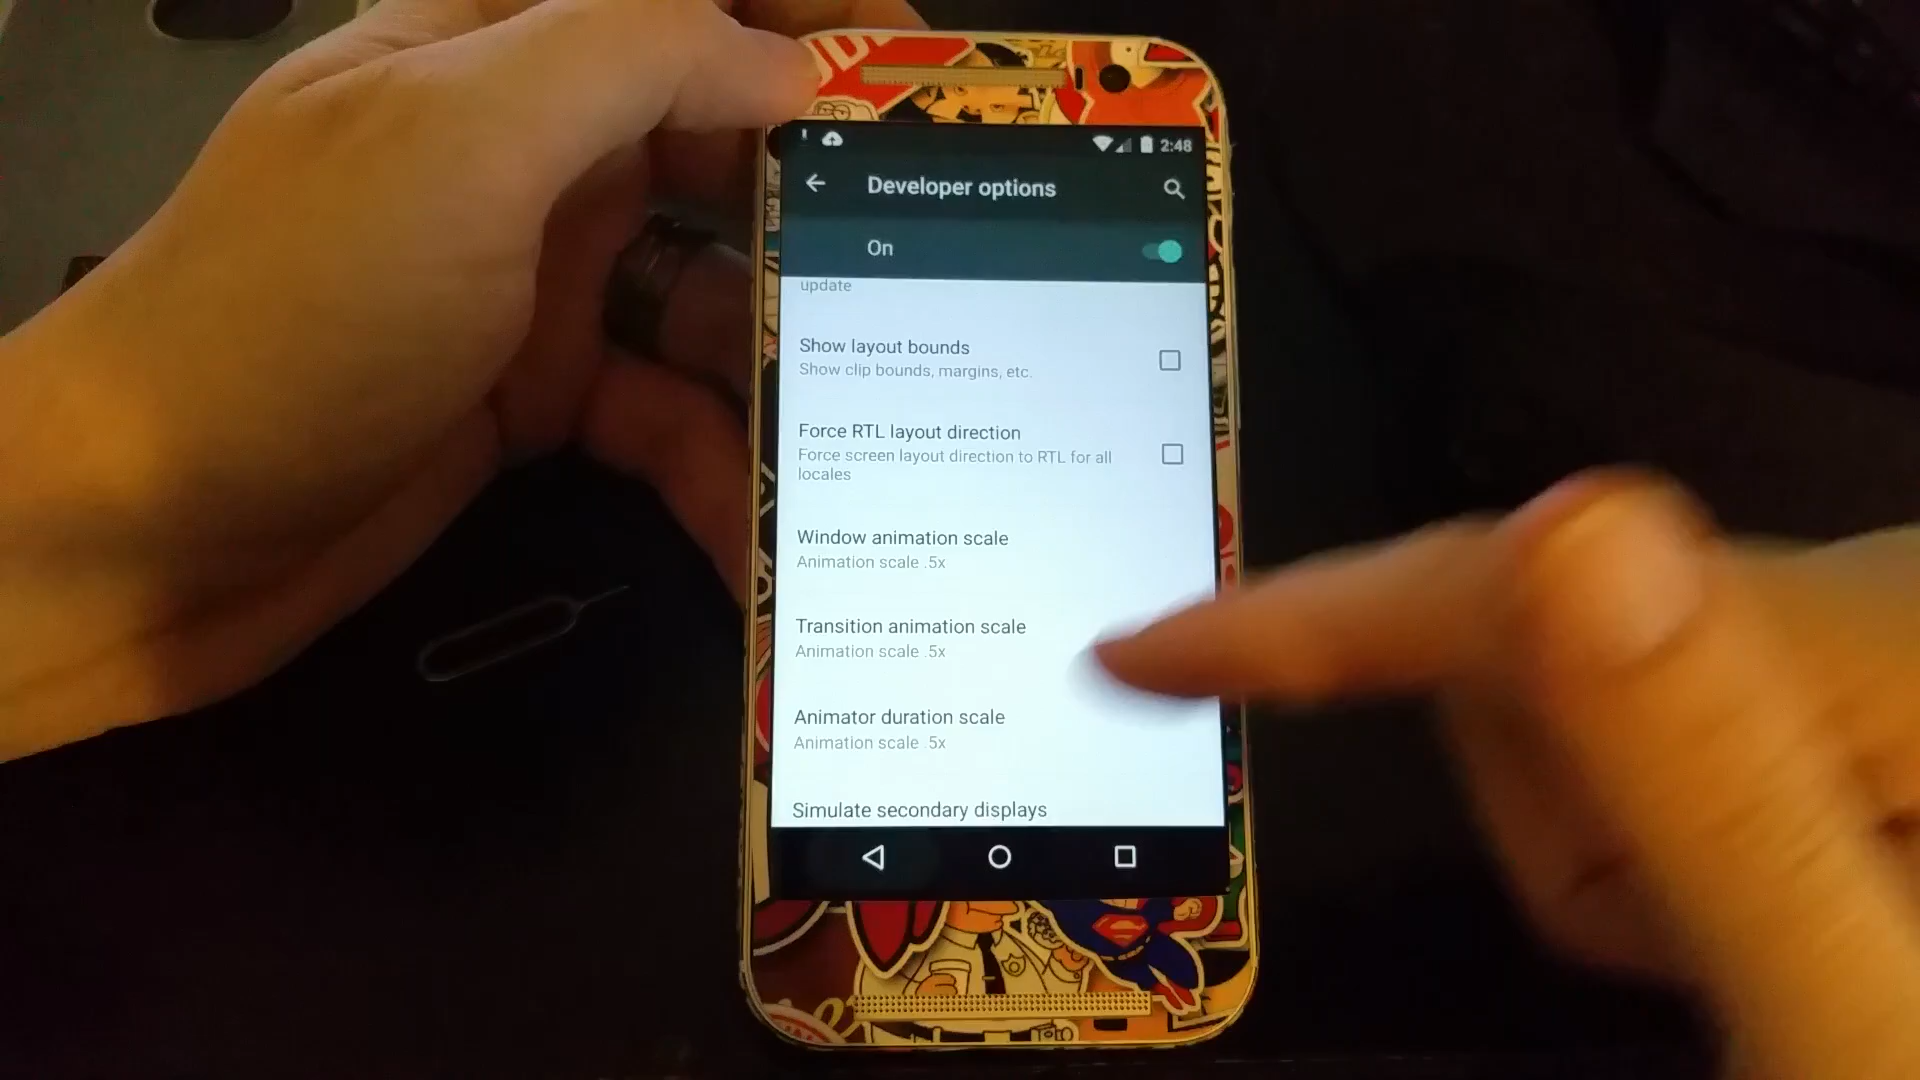 2:48
Developer options
On
update
Show layout bounds
Show clip bounds, margins, etc.
Force RTL layout direction
Force screen layout direction to RTL for all
locales
Window animation scale
Animation scale .5x
Transition animation scale
Animation scale .5x
Animator duration scale
Animation scale .5x
Simulate secondary displays